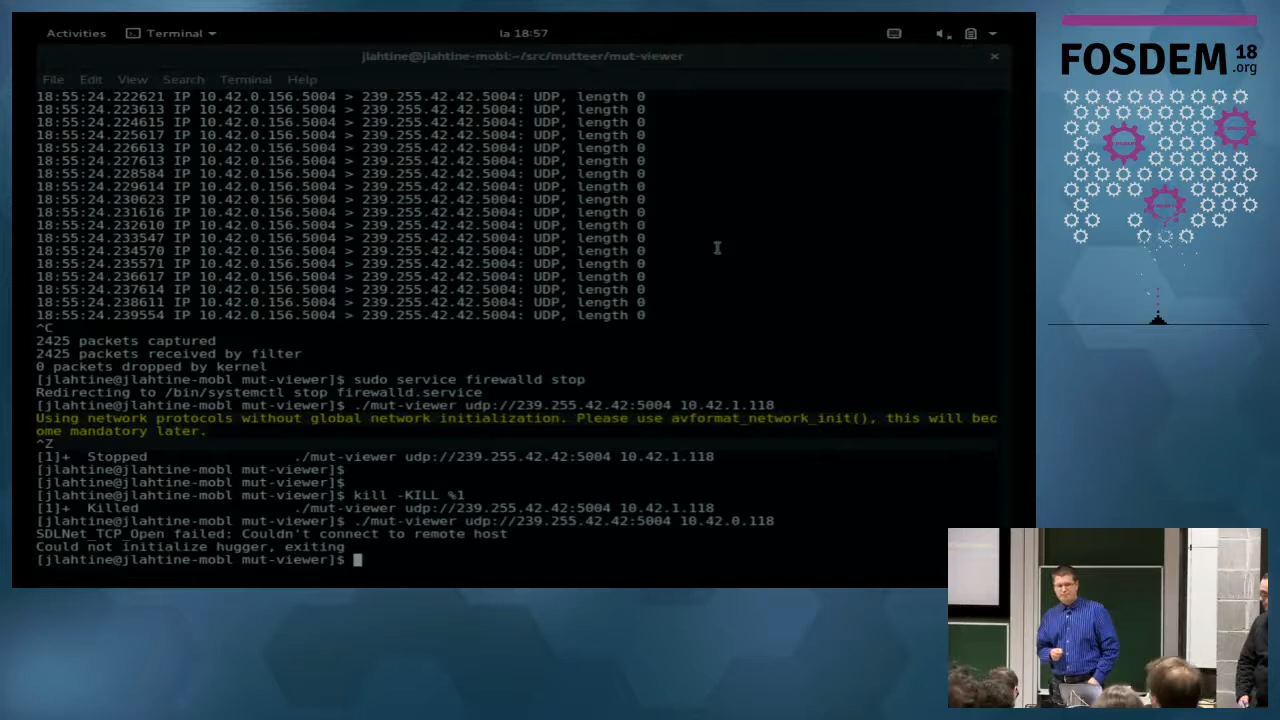 Activities
Terminal
la 18:57
jlahtine@jlahtine-mobl:~/src/mutteer/mut-viewer
File Edit View Search Terminal Help
18:55:24.222621 IP 10.42.0.156.5004 > 239.255.42.42.5004: UDP, length 0
18:55:24.223613 IP 10.42.0.156.5004 > 239.255.42.42.5004: UDP, length 0
18:55:24.224615 IP 10.42.0.156.5004 > 239.255.42.42.5004: UDP, length 0
18:55:24.225617 IP 10.42.0.156.5004 > 239.255.42.42.5004: UDP, length 0
18:55:24.226613 IP 10.42.0.156.5004 > 239.255.42.42.5004: UDP, length 0
18:55:24.227613 IP 10.42.0.156.5004 > 239.255.42.42.5004: UDP, length 0
18:55:24.228584 IP 10.42.0.156.5004 > 239.255.42.42.5004: UDP, length 0
18:55:24.229614 IP 10.42.0.156.5004 > 239.255.42.42.5004: UDP, length 0
18:55:24.230623 IP 10.42.0.156.5004 > 239.255.42.42.5004: UDP, length 0
18:55:24.231616 IP 10.42.0.156.5004 > 239.255.42.42.5004: UDP, length 0
18:55:24.232610 IP 10.42.0.156.5004 > 239.255.42.42.5004: UDP, length 0
18:55:24.233547 IP 10.42.0.156.5004 > 239.255.42.42.5004: UDP, length 0
18:55:24.234570 IP 10.42.0.156.5004 > 239.255.42.42.5004: UDP, length 0
18:55:24.235571 IP 10.42.0.156.5004 > 239.255.42.42.5004: UDP, length 0
18:55:24.236617 IP 10.42.0.156.5004 > 239.255.42.42.5004: UDP, length 0
18:55:24.237614 IP 10.42.0.156.5004 > 239.255.42.42.5004: UDP, length 0
18:55:24.238611 IP 10.42.0.156.5004 > 239.255.42.42.5004: UDP, length 0
18:55:24.239554 IP 10.42.0.156.5004 > 239.255.42.42.5004: UDP, length 0
^C
2425 packets captured
2425 packets received by filter
0 packets dropped by kernel
[jlahtine@jlahtine-mobl mut-viewer]$ sudo service firewalld stop
Redirecting to /bin/systemctl stop firewalld.service
[jlahtine@jlahtine-mobl mut-viewer]$ ./mut-viewer udp://239.255.42.42:5004 10.42.1.118
Using network protocols without global network initialization. Please use avformat_network_init(), this will bec
ome mandatory later.
^Z
[1]+ Stopped ./mut-viewer udp://239.255.42.42:5004 10.42.1.118
[jlahtine@jlahtine-mobl mut-viewer]$
[jlahtine@jlahtine-mobl mut-viewer]$
[jlahtine@jlahtine-mobl mut-viewer]$ kill -KILL %1
[1]+ Killed ./mut-viewer udp://239.255.42.42:5004 10.42.1.118
[jlahtine@jlahtine-mobl mut-viewer]$ ./mut-viewer udp://239.255.42.42:5004 10.42.0.118
SDLNet_TCP_Open failed: Couldn't connect to remote host
Could not initialize hugger, exiting
[jlahtine@jlahtine-mobl mut-viewer]$
FOSDEM 18
.org